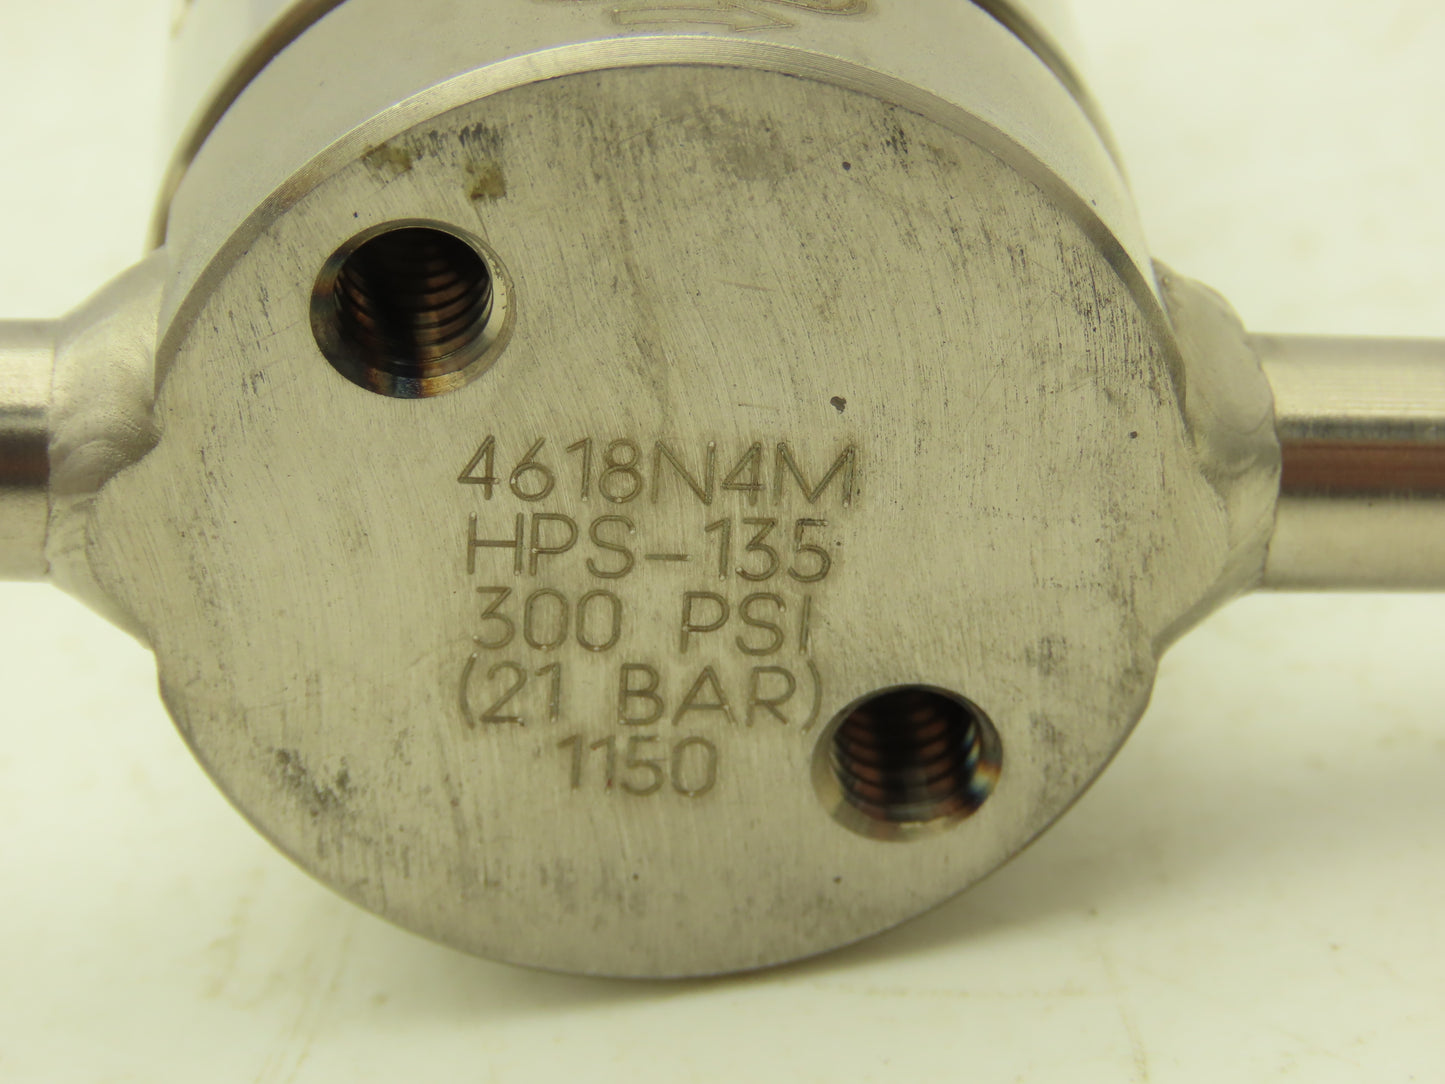 4618N4M
HPS-135
300 PSI
(21 BAR)
1150